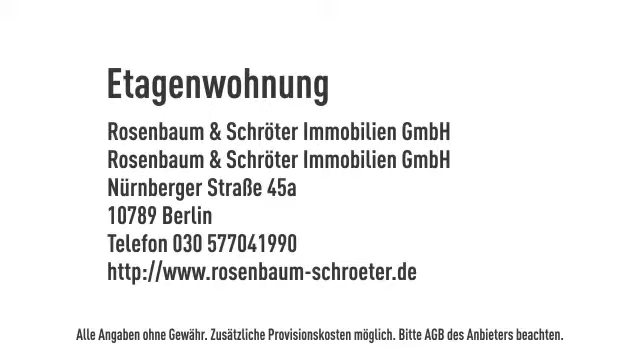 Etagenwohnung
Rosenbaum & Schröter Immobilien GmbH
Rosenbaum & Schröter Immobilien GmbH
Nürnberger Straße 45a
10789 Berlin
Telefon 030 577041990
http://www.rosenbaum-schroeter.de
Alle Angaben ohne Gewähr. Zusätzliche Provisionskosten möglich. Bitte AGB des Anbieters beachten.